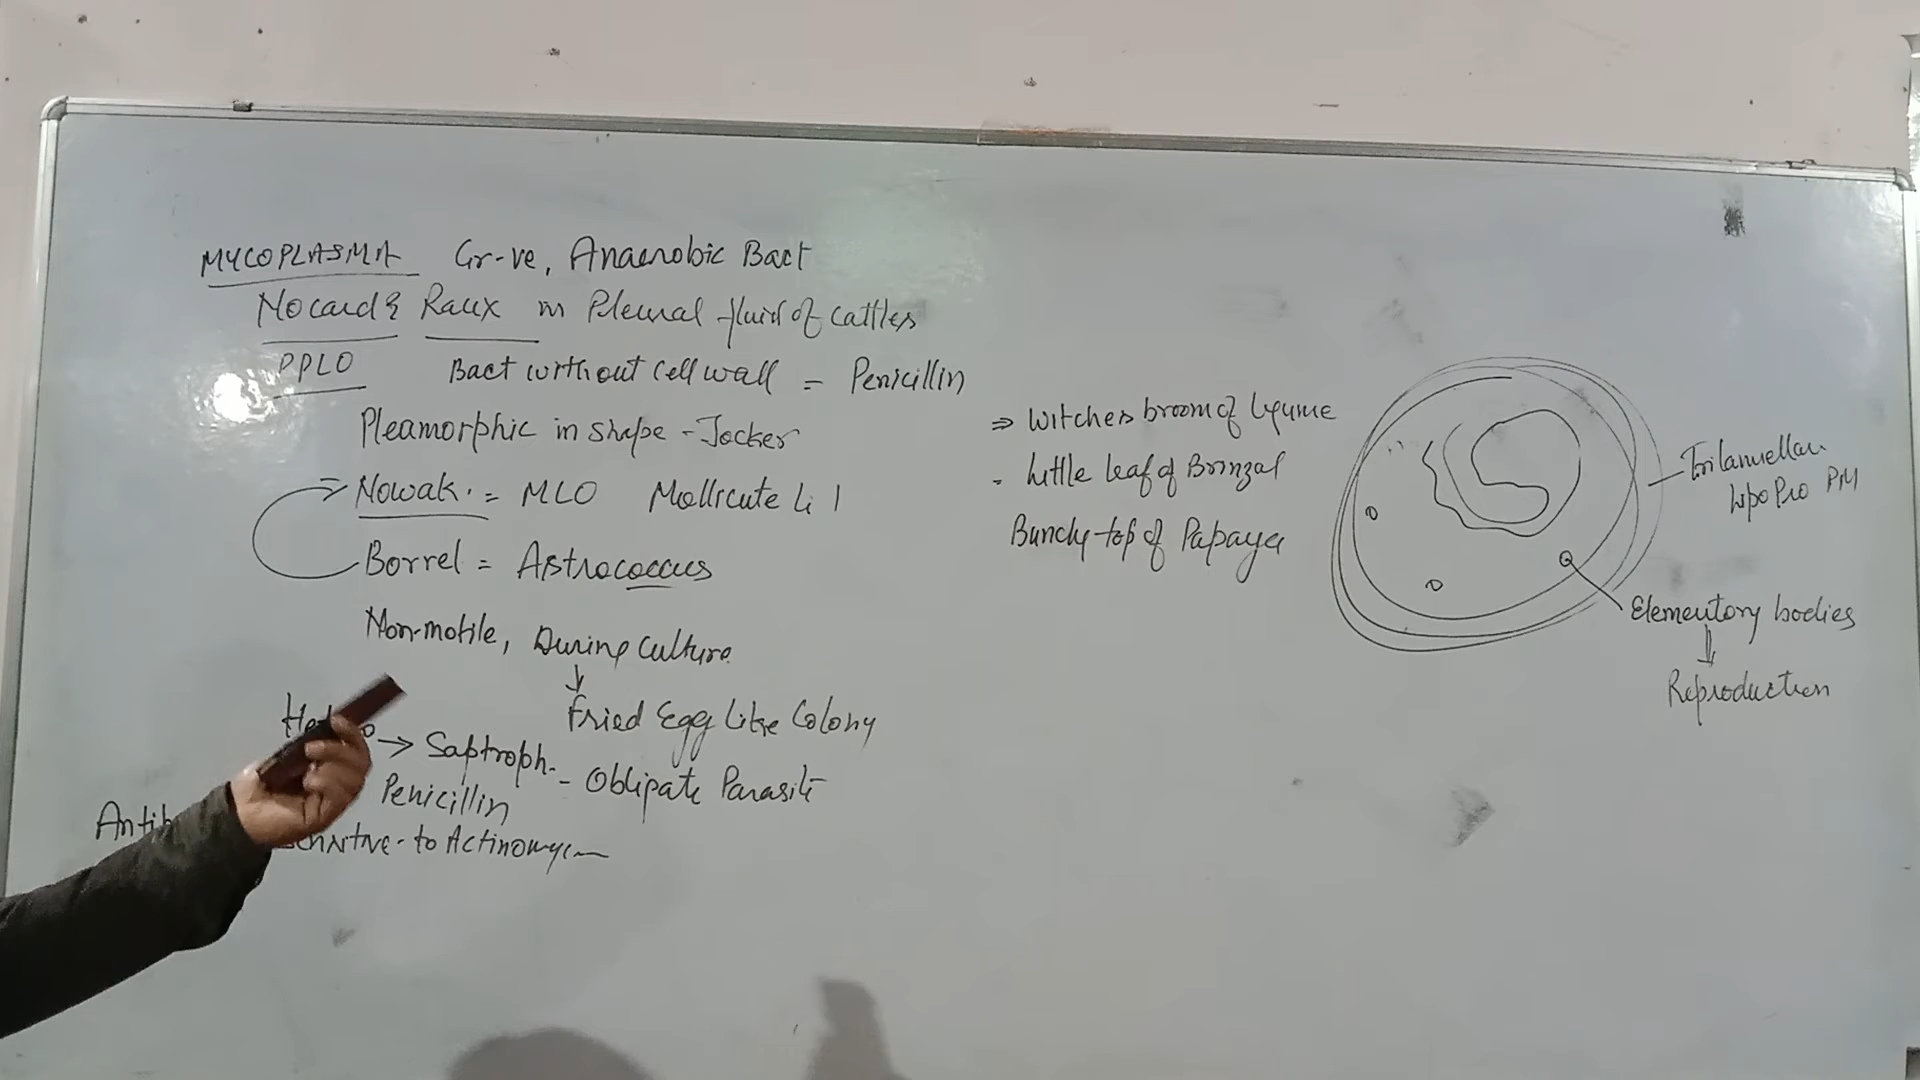 MYCOPLASMA Gr-ve, Anaerobic Bact
Nocard & Raux in Pleural fluid of cattles
PPLO Bact without cell wall = Penicillin
Pleamorphic in shape - Jocker
⇒ Nowak. = MLO Mollicute Li
Borrel = Astrococcus
Non-motile, During culture
↓
Fried Egg Like Colony
→ Saptroph. - Obligate Parasite
Penicillin
to
⇒ Witches broom of
- Little leaf of Brinzal
Bunchy top of Papaya
Trilamellar
Lipo Pro PM
Elementory bodies
↓
Reproduction